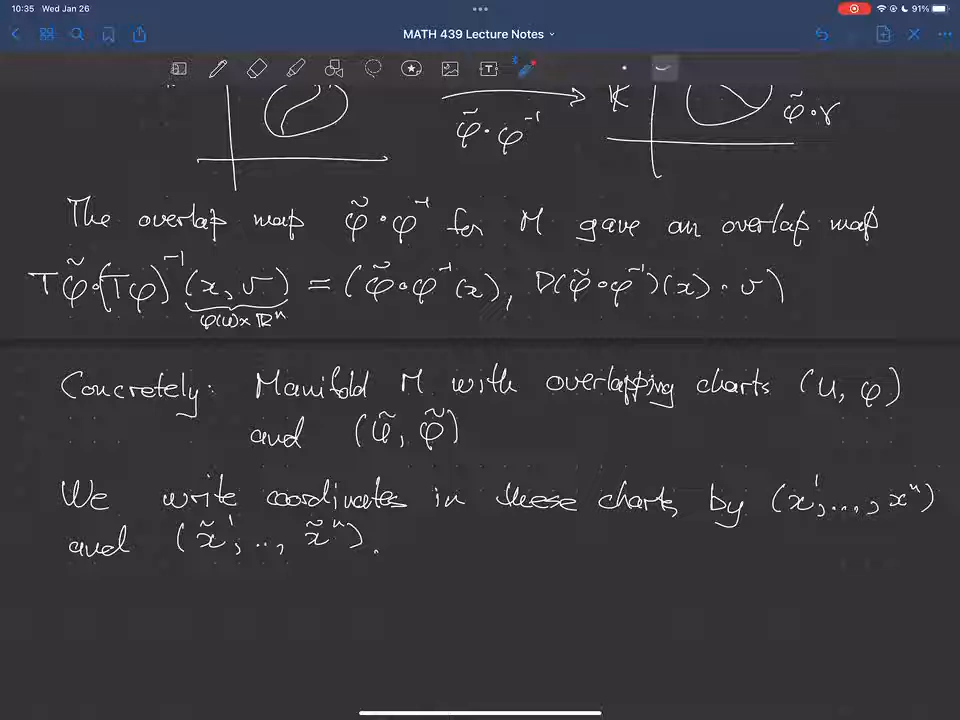 10:35 Wed Jan 26
91%
MATH 439 Lecture Notes
φ̃∘φ⁻¹
φ̃∘γ
The overlap map φ̃∘φ⁻¹ for M gave an overlap map
Tφ̃∘(Tφ)⁻¹(x, v) = (φ̃∘φ⁻¹(x), D(φ̃∘φ⁻¹)(x)·v)
φ(U)×ℝⁿ
Concretely: Manifold M with overlapping charts (U, φ)
and (φ̃, φ̃)
We write coordinates in these charts by (x¹,..., xⁿ)
and (x̃¹,.., x̃ⁿ).